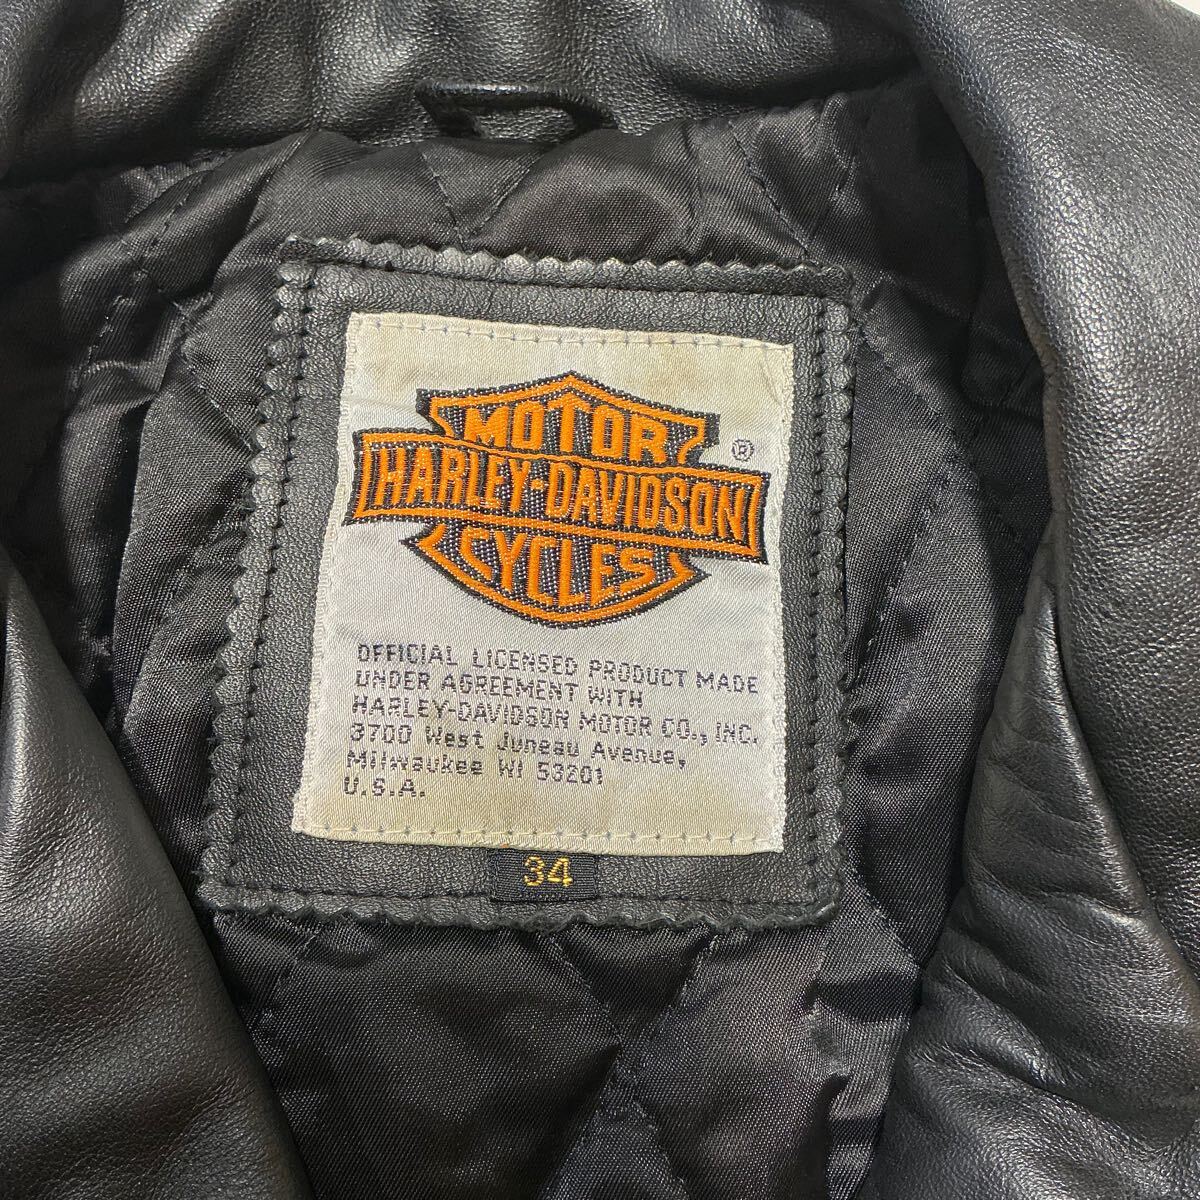 MOTOR
HARLEY-DAVIDSON
CYCLES
®
OFFICIAL LICENSED PRODUCT MADE
UNDER AGREEMENT WITH
HARLEY-DAVIDSON MOTOR CO., INC.
3700 West Juneau Avenue,
Milwaukee WI 53201
U.S.A.
34